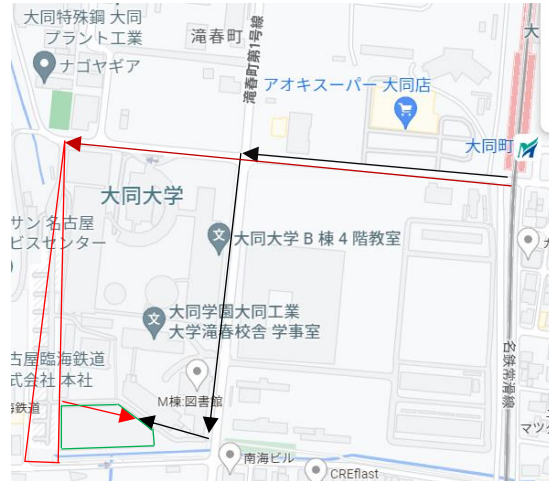 大同特殊鋼 大同
プラント工業
ナゴヤギア
滝春町
滝春町第1号線
大
アオキスーパー 大同店
大同町
大同大学
サン 名古屋
ビスセンター
大同大学 B 棟 4 階教室
大同学園大同工業
大学滝春校舎 学事室
古屋臨海鉄道
式会社 本社
海鉄道
M棟:図書館
名鉄常滑線
マツダ
南海ビル
CREflast